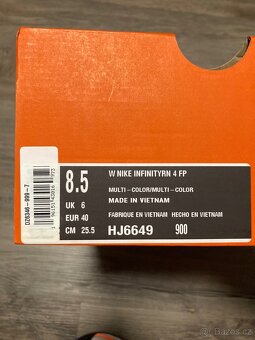 8.5
UK 6
EUR 40
CM 25.5
W NIKE INFINITYRN 4 FP
MULTI-COLOR/MULTI-COLOR
MADE IN VIETNAM
FABRIQUE EN VIETNAM HECHO EN VIETNAM
HJ6649 900